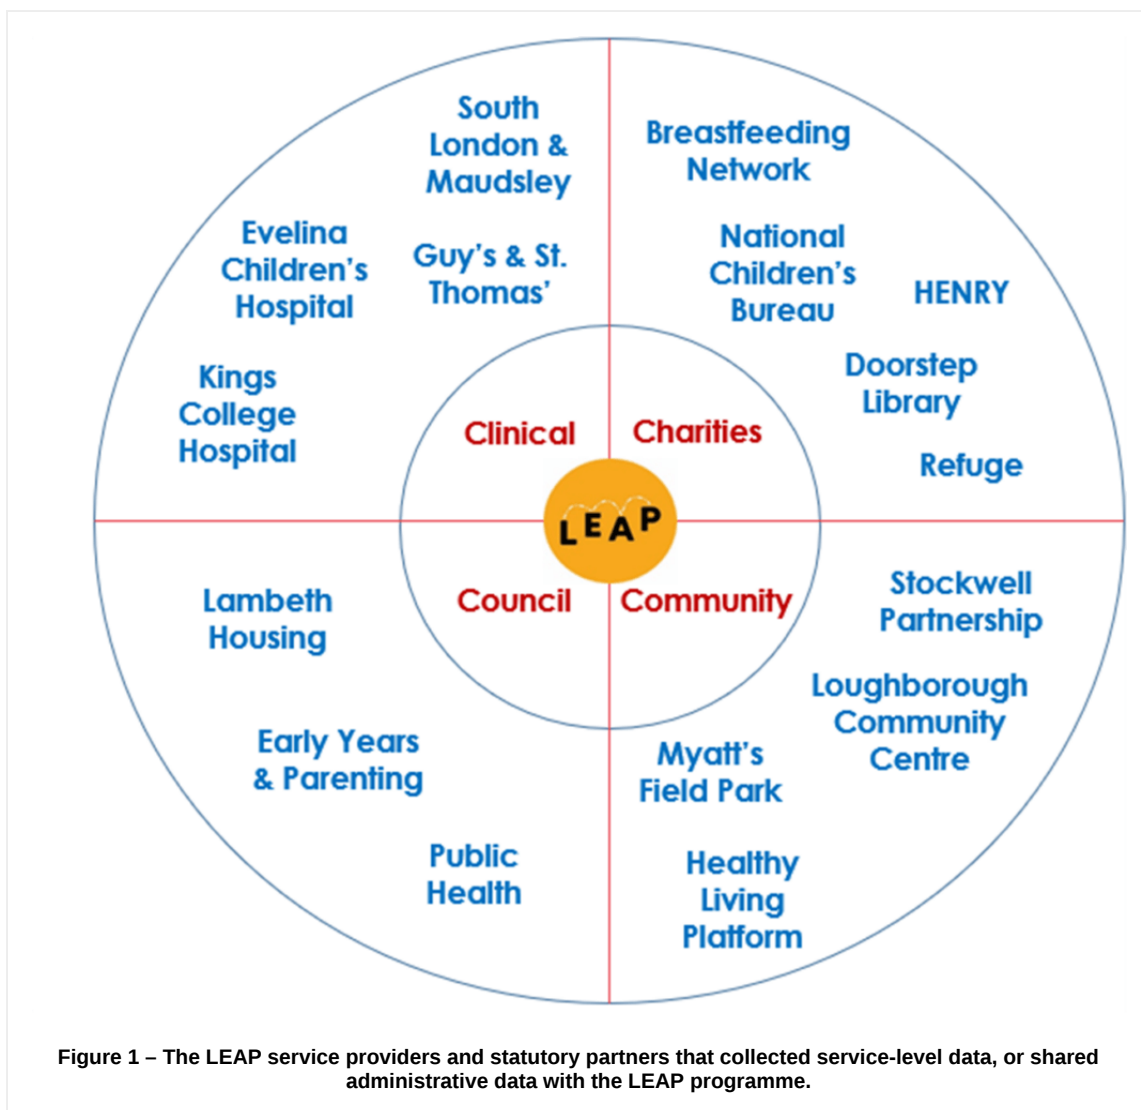 South
London &
Maudsley
Evelina
Children's
Hospital
Guy's & St.
Thomas'
Kings
College
Hospital
Breastfeeding
Network
National
Children's
Bureau
HENRY
Doorstep
Library
Refuge
Clinical
Charities
LEAP
Council
Community
Lambeth
Housing
Early Years
& Parenting
Public
Health
Stockwell
Partnership
Loughborough
Community
Centre
Myatt's
Field Park
Healthy
Living
Platform
Figure 1 – The LEAP service providers and statutory partners that collected service-level data, or shared
administrative data with the LEAP programme.